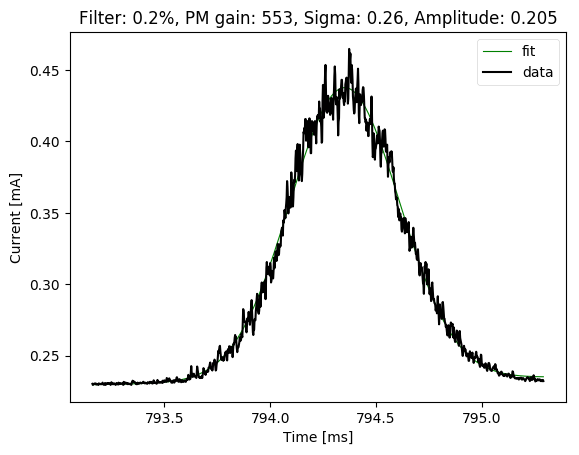 Filter: 0.2%, PM gain: 553, Sigma: 0.26, Amplitude: 0.205
fit
data
0.45
0.40
0.35
0.30
0.25
Current [mA]
793.5
794.0
794.5
795.0
Time [ms]